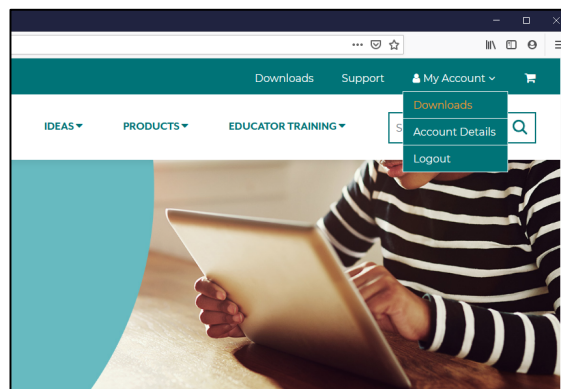 Downloads Support My Account
Downloads
IDEAS PRODUCTS EDUCATOR TRAINING S
Account Details
Logout